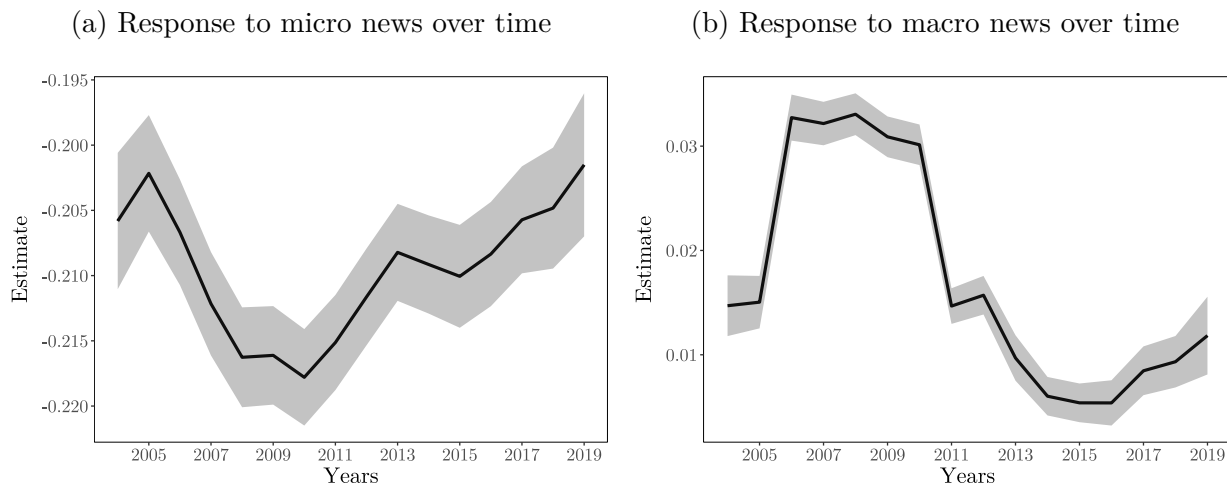 (a) Response to micro news over time
-0.195
-0.200
-0.205
-0.210
-0.215
-0.220
Estimate
2005 2007 2009 2011 2013 2015 2017 2019
Years
(b) Response to macro news over time
0.03
0.02
0.01
Estimate
2005 2007 2009 2011 2013 2015 2017 2019
Years